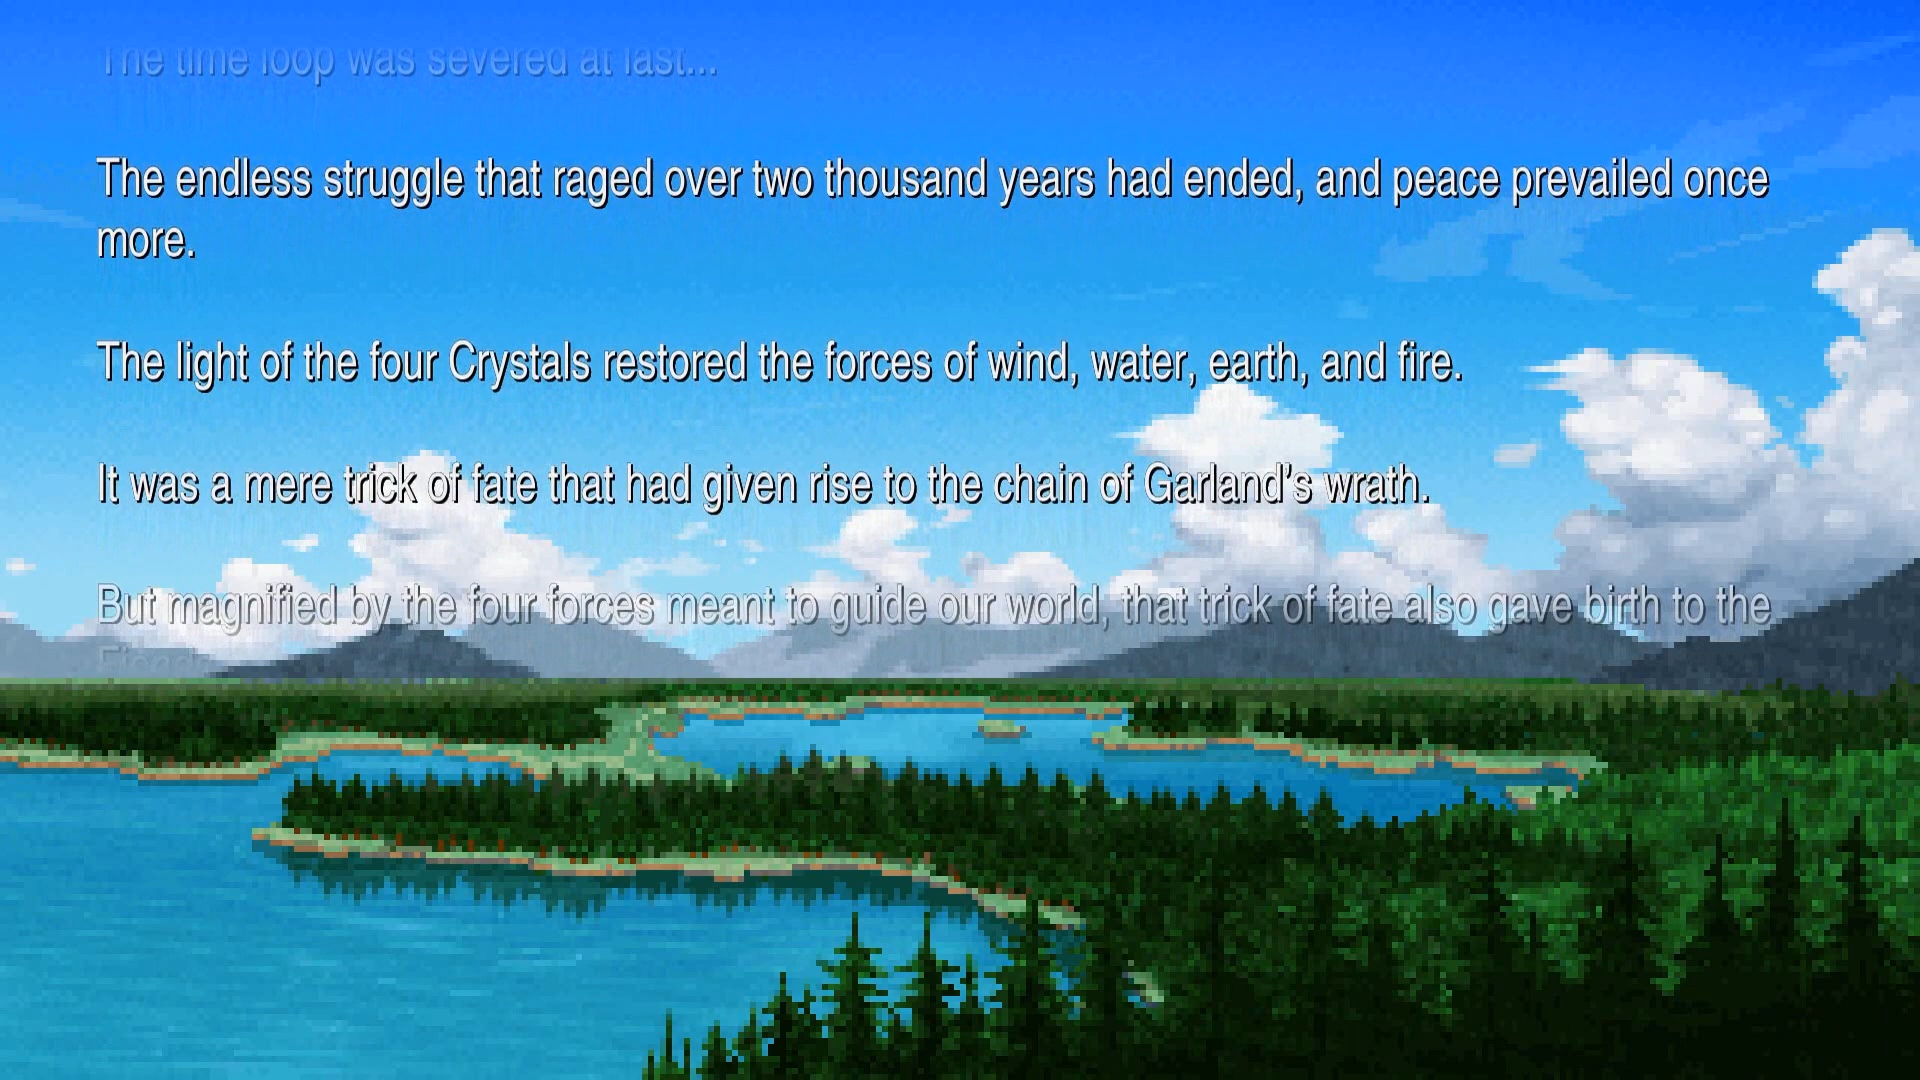 The time loop was severed at last...
The endless struggle that raged over two thousand years had ended, and peace prevailed once
more.
The light of the four Crystals restored the forces of wind, water, earth, and fire.
It was a mere trick of fate that had given rise to the chain of Garland's wrath.
But magnified by the four forces meant to guide our world, that trick of fate also gave birth to the